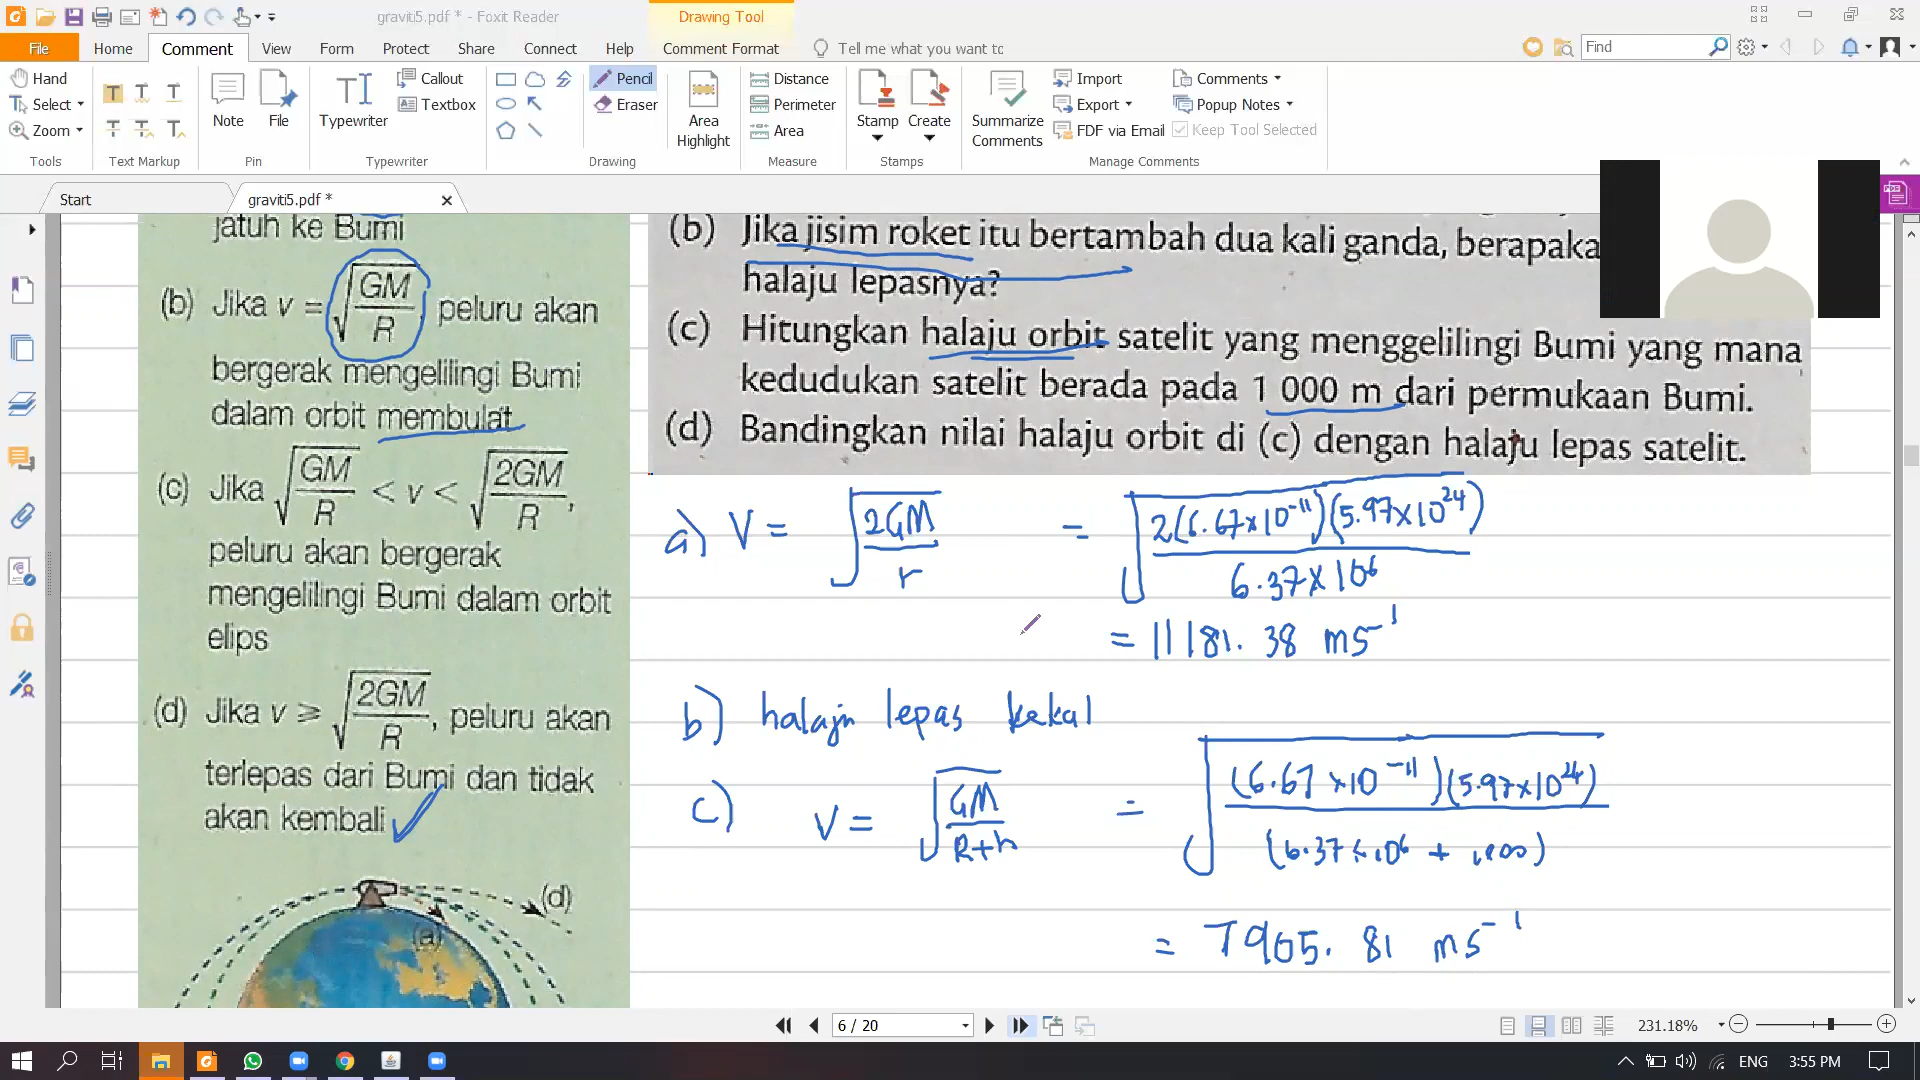 graviti5.pdf * - Foxit Reader
Drawing Tool
File Home Comment View Form Protect Share Connect Help Comment Format Tell me what you want to Find
Hand
Select
Zoom
Tools
Text Markup
Note
File
Pin
Typewriter
Callout
Textbox
Typewriter
Pencil
Eraser
Drawing
Area Highlight
Distance
Perimeter
Area
Measure
Stamp
Create
Stamps
Summarize Comments
Import
Export
FDF via Email
Comments
Popup Notes
Keep Tool Selected
Manage Comments
Start
graviti5.pdf *
jatuh ke Bumi
(b) Jika v = √(GM/R), peluru akan
bergerak mengelilingi Bumi
dalam orbit membulat
(c) Jika √(GM/R) < v < √(2GM/R),
peluru akan bergerak
mengelilingi Bumi dalam orbit
elips
(d) Jika v ⩾ √(2GM/R), peluru akan
terlepas dari Bumi dan tidak
akan kembali
(d)
(a)
(b) Jika jisim roket itu bertambah dua kali ganda,
halaju lepasnya?
(c) Hitungkan halaju orbit satelit yang menggelilingi Bumi yang mana
kedudukan satelit berada pada 1 000 m dari permukaan Bumi.
(d) Bandingkan nilai halaju orbit di (c) dengan halaju lepas satelit.
a) V = √(2GM/r) = √(2(6.67×10⁻¹¹)(5.97×10²⁴)/6.37×10⁶)
= 11181.38 ms⁻¹
b) halaju lepas kekal
c) V = √(GM/R+h) = √((6.67×10⁻¹¹)(5.97×10²⁴)/(6.37×10⁶ + 1000))
= 7905.81 ms⁻¹
6 / 20
231.18%
ENG 3:55 PM